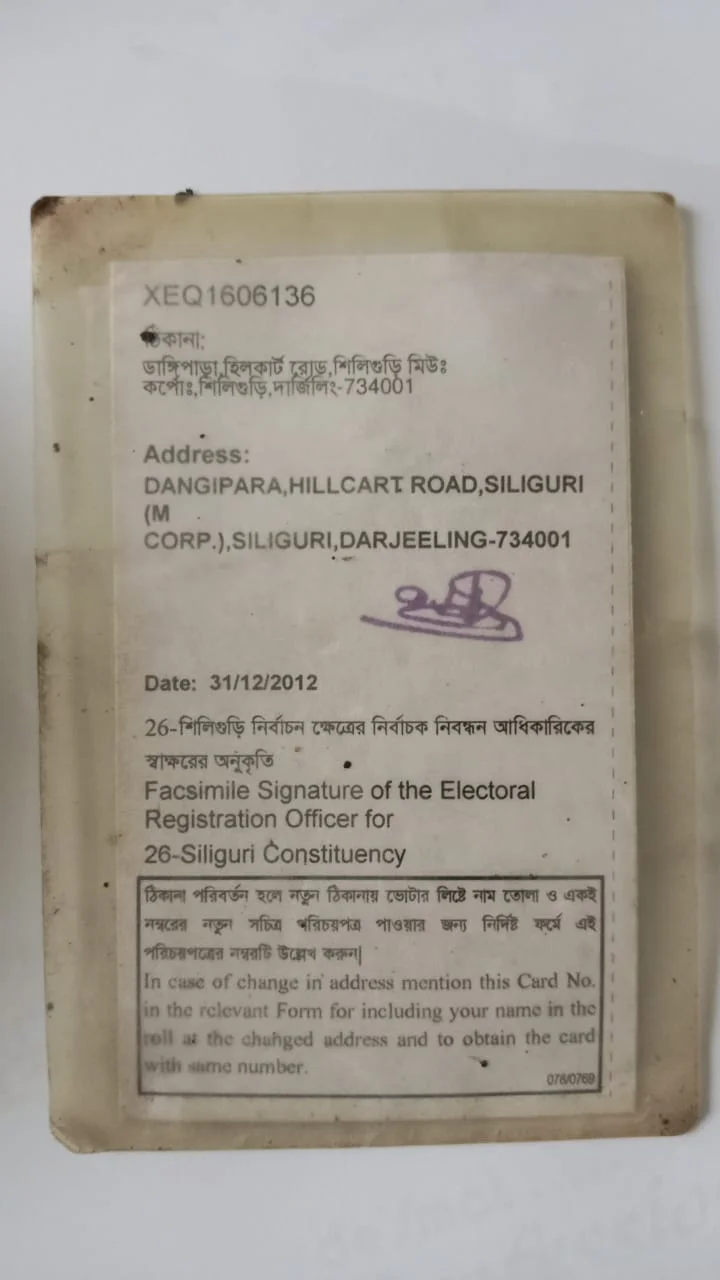 XEQ1606136
ঠিকানা:
ডাঙ্গিপাড়া,হিলকার্ট রোড,শিলিগুড়ি মিউঃ
কর্পোঃ,শিলিগুড়ি,দার্জিলিং-734001
Address:
DANGIPARA,HILLCART ROAD,SILIGURI
(M
CORP.),SILIGURI,DARJEELING-734001
Date: 31/12/2012
26-শিলিগুড়ি নির্বাচন ক্ষেত্রের নির্বাচক নিবন্ধন আধিকারিকের
স্বাক্ষরের অনুকৃতি
Facsimile Signature of the Electoral
Registration Officer for
26-Siliguri Constituency
ঠিকানা পরিবর্তন হলে নতুন ঠিকানায় ভোটার লিষ্টে নাম তোলা ও একই
নম্বরের নতুন সচিত্র পরিচয়পত্র পাওয়ার জন্য নির্দিষ্ট ফর্মে এই
পরিচয়পত্রের নম্বরটি উল্লেখ করুন|
In case of change in address mention this Card No.
in the relevant Form for including your name in the
roll at the changed address and to obtain the card
with same number.
078/0769